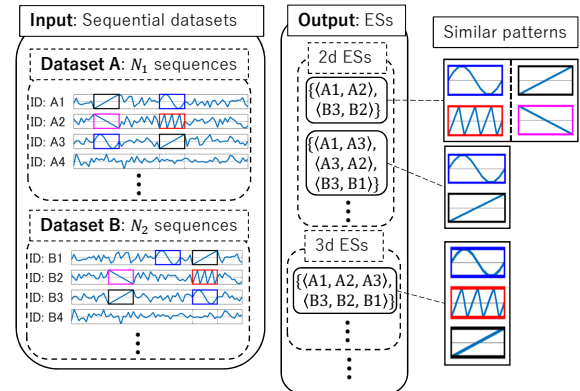 Input: Sequential datasets
Dataset A: N₁ sequences
ID: A1
ID: A2
ID: A3
ID: A4
Dataset B: N₂ sequences
ID: B1
ID: B2
ID: B3
ID: B4
Output: ESs
2d ESs
{⟨A1, A2⟩,
⟨B3, B2⟩}
{⟨A1, A3⟩,
⟨A3, A2⟩,
⟨B3, B1⟩}
3d ESs
{⟨A1, A2, A3⟩,
⟨B3, B2, B1⟩}
Similar patterns